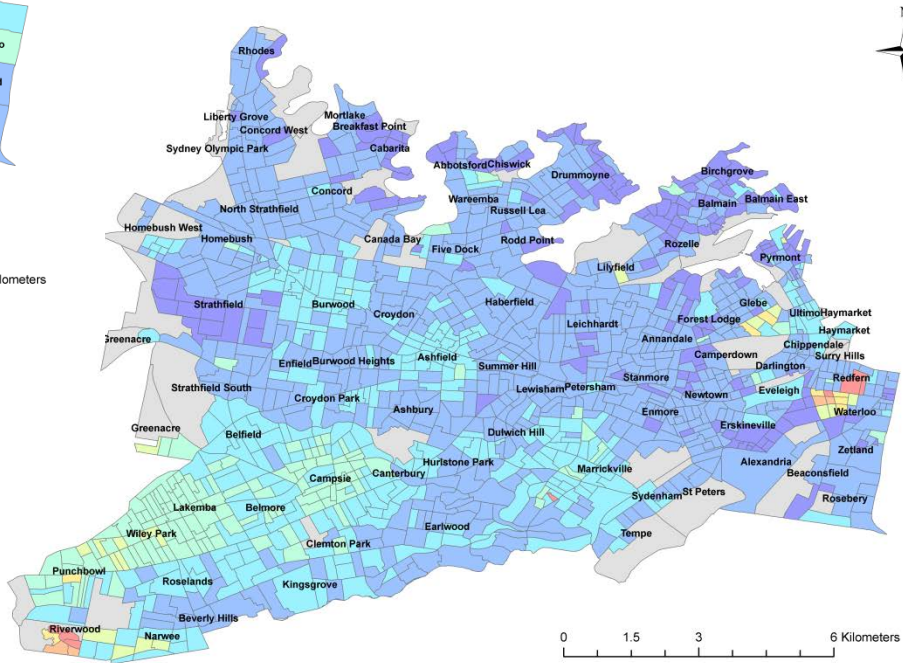 Rhodes
Liberty Grove
Concord West
Mortlake
Breakfast Point
Sydney Olympic Park
Cabarita
Abbotsford
Chiswick
Drummoyne
Birchgrove
Concord
Wareemba
Balmain
Balmain East
North Strathfield
Russell Lea
Homebush West
Homebush
Canada Bay
Five Dock
Rodd Point
Rozelle
Pyrmont
Lilyfield
Strathfield
Burwood
Croydon
Haberfield
Glebe
Forest Lodge
Ultimo
Haymarket
Leichhardt
Haymarket
Greenacre
Annandale
Chippendale
Enfield
Burwood Heights
Ashfield
Summer Hill
Camperdown
Surry Hills
Darlington
Strathfield South
Lewisham
Petersham
Stanmore
Redfern
Croydon Park
Newtown
Eveleigh
Ashbury
Enmore
Waterloo
Greenacre
Belfield
Dulwich Hill
Erskineville
Hurlstone Park
Zetland
Campsie
Canterbury
Marrickville
Alexandria
Beaconsfield
Lakemba
Belmore
Sydenham
St Peters
Rosebery
Wiley Park
Earlwood
Tempe
Clemton Park
Punchbowl
Roselands
Kingsgrove
Beverly Hills
Riverwood
Narwee
0 1.5 3 6 Kilometers